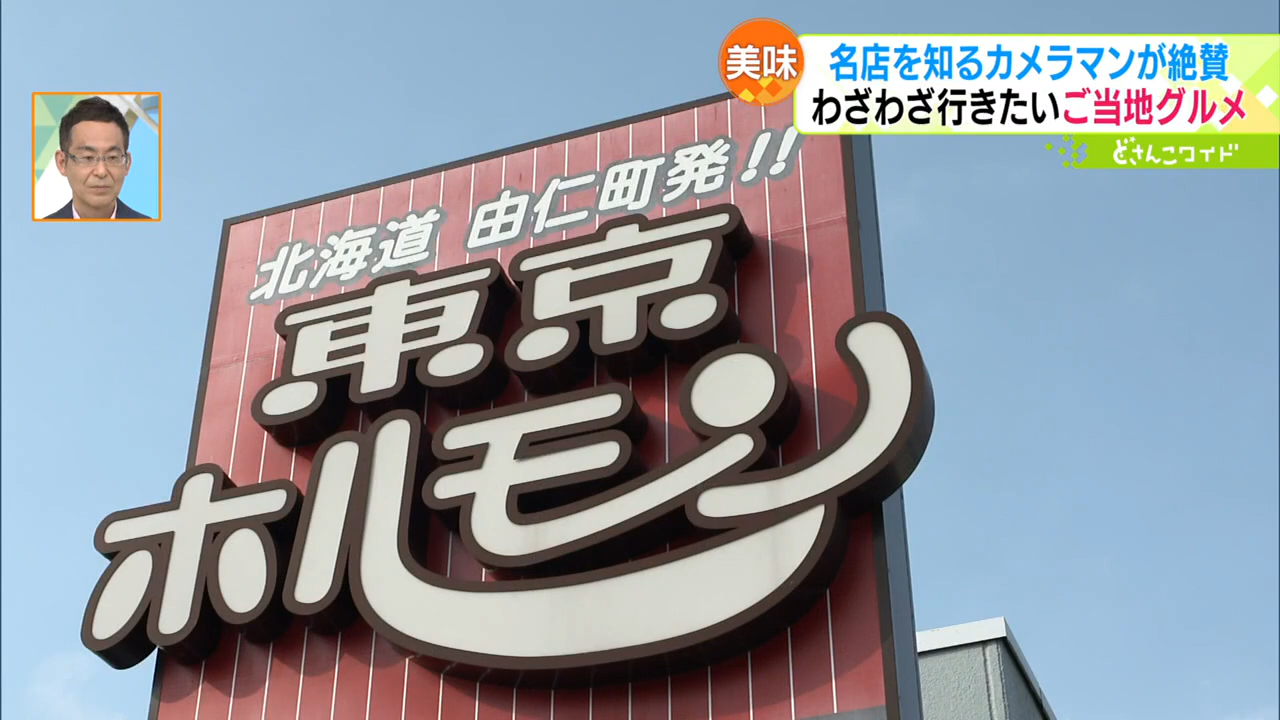 美味
名店を知るカメラマンが絶賛
わざわざ行きたいご当地グルメ
どさんこワイド
北海道 由仁町発!!
東京
ホルモン